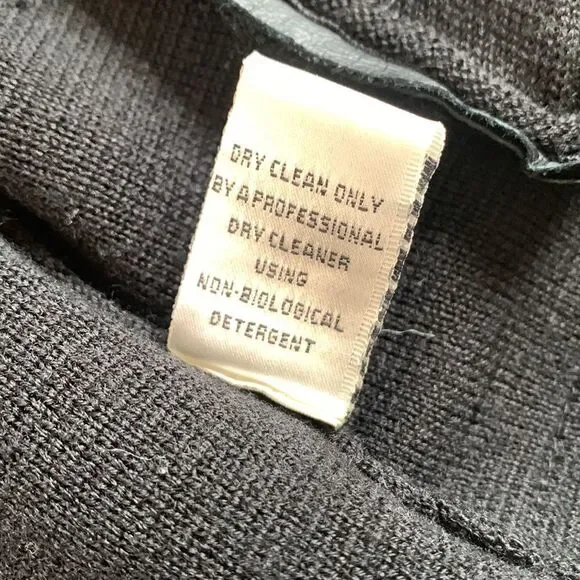 DRY CLEAN ONLY
BY A PROFESSIONAL
DRY CLEANER
USING
NON-BIOLOGICAL
DETERGENT